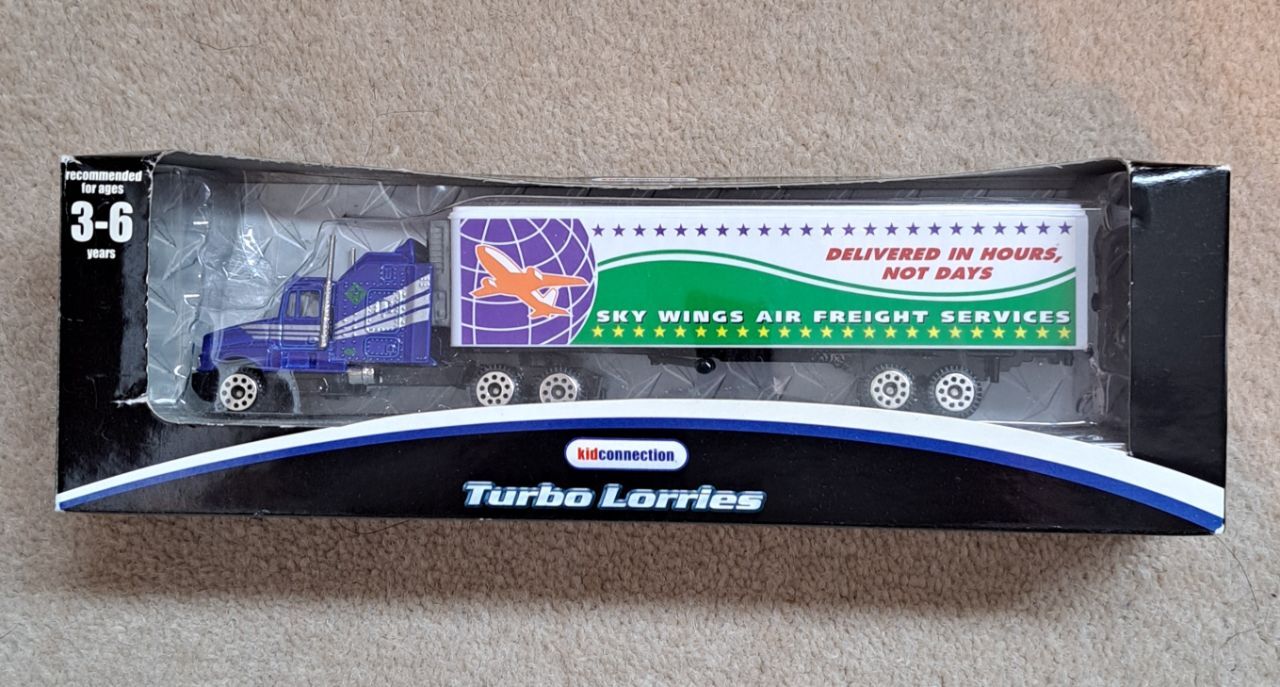 recommended
for ages
3-6
years
DELIVERED IN HOURS,
NOT DAYS
SKY WINGS AIR FREIGHT SERVICES
kidconnection
Turbo Lorries